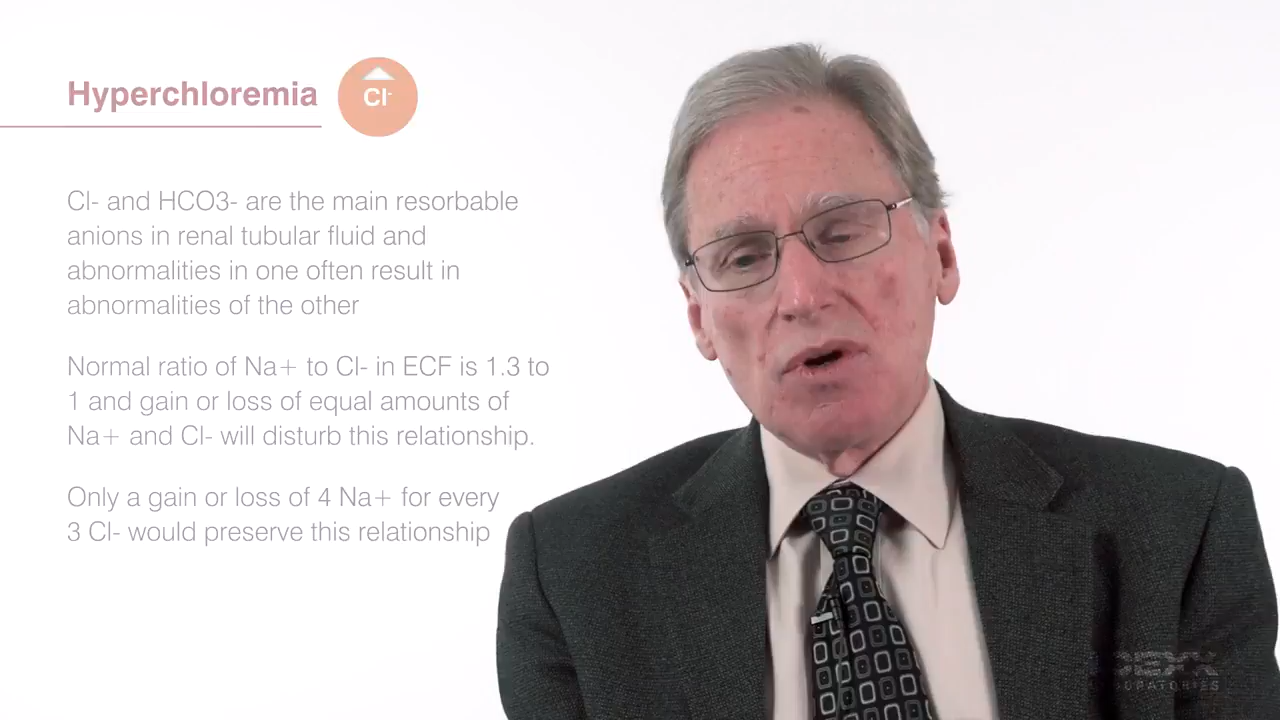 Hyperchloremia
Cl-
Cl- and HCO3- are the main resorbable
anions in renal tubular fluid and
abnormalities in one often result in
abnormalities of the other
Normal ratio of Na+ to Cl- in ECF is 1.3 to
1 and gain or loss of equal amounts of
Na+ and Cl- will disturb this relationship.
Only a gain or loss of 4 Na+ for every
3 Cl- would preserve this relationship